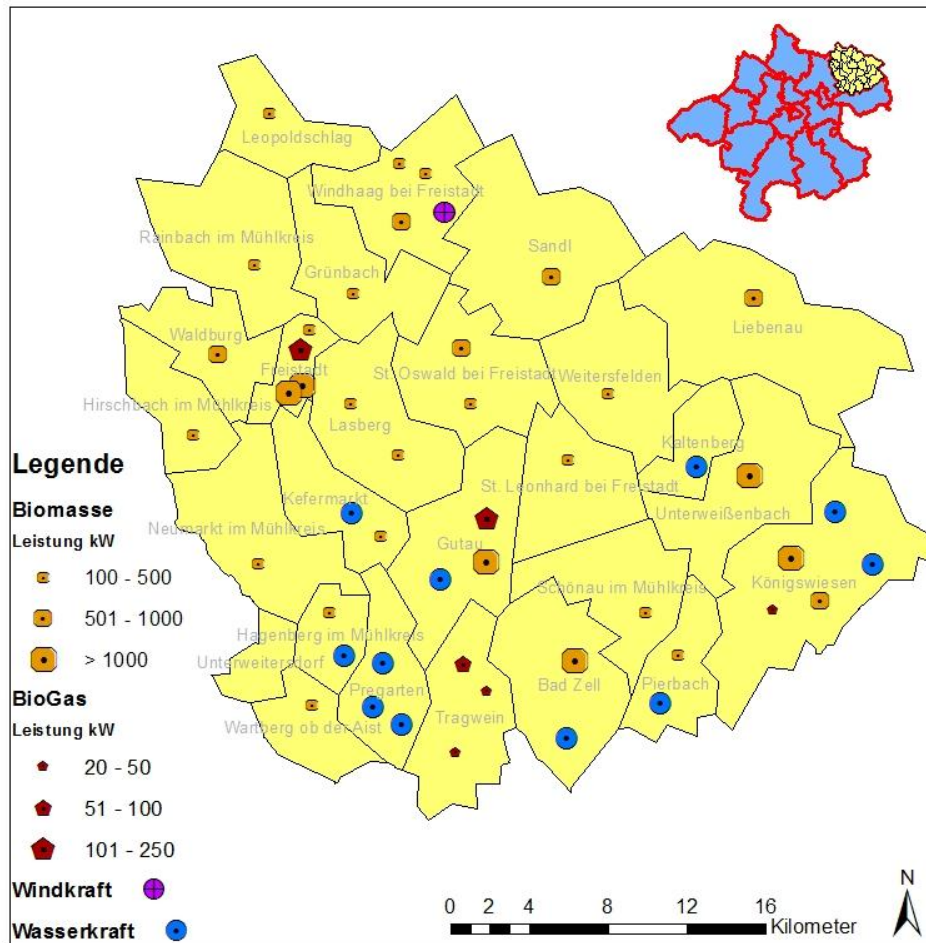 Leopoldschlag
Windhaag bei Freistadt
Rainbach im Mühlkreis
Sandl
Grünbach
Liebenau
Waldburg
Freistadt
St. Oswald bei Freistadt
Weitersfelden
Hirschbach im Mühlkreis
Lasberg
Kaltenberg
Kefermarkt
St. Leonhard bei Freistadt
Unterweißenbach
Neumarkt im Mühlkreis
Gutau
Schönau im Mühlkreis
Königswiesen
Hagenberg im Mühlkreis
Unterweitersdorf
Pregarten
Bad Zell
Pierbach
Wartberg ob der Aist
Tragwein
Legende
Biomasse
Leistung kW
100 - 500
501 - 1000
> 1000
BioGas
Leistung kW
20 - 50
51 - 100
101 - 250
Windkraft
Wasserkraft
0 2 4 8 12 16
Kilometer
N